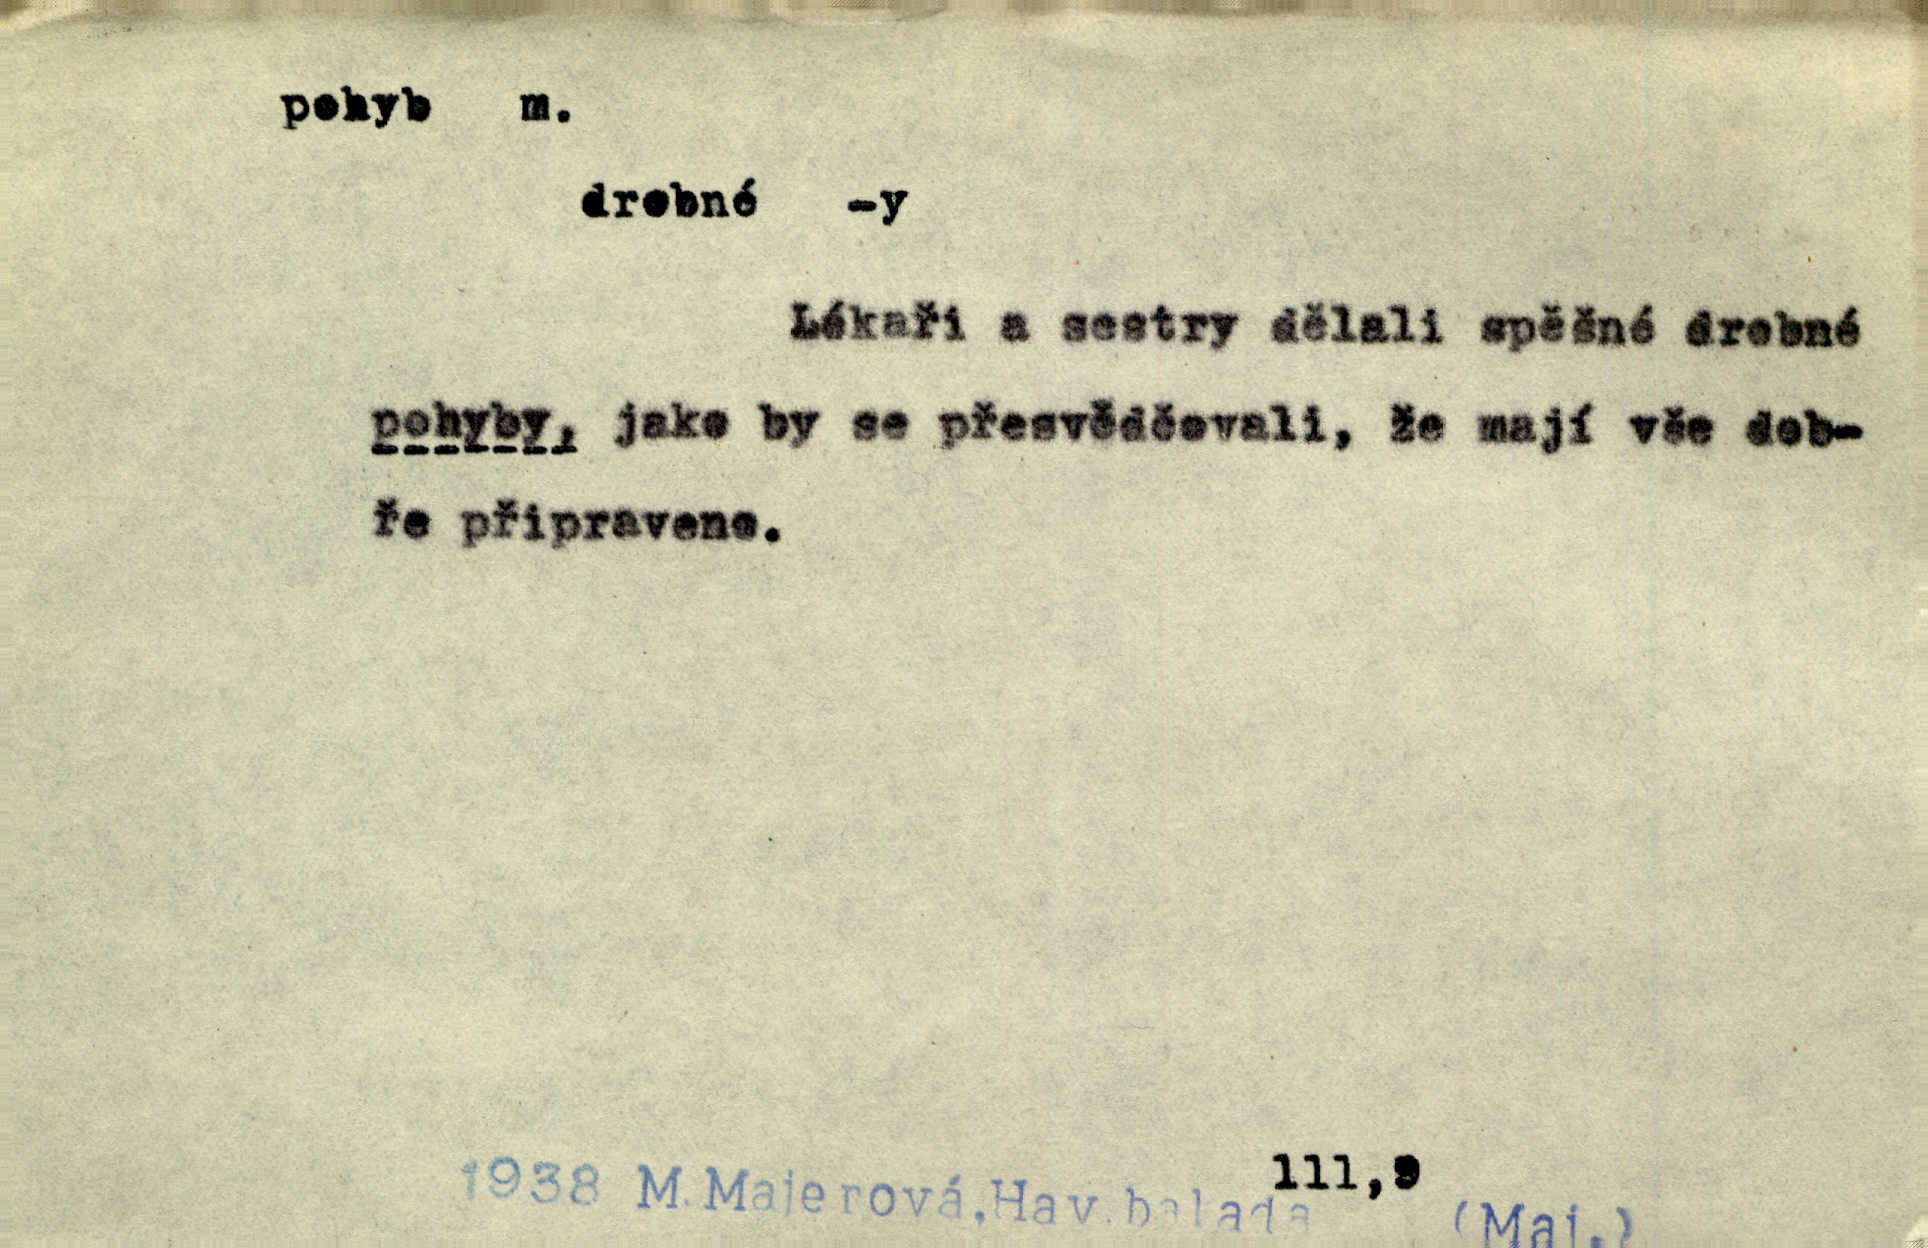 pohyb m.
drobné -y
Lékaři a sestry dělali spěšné drobné
pohyby, jako by se přesvědčovali, že mají vše dob-
ře připraveno.
111,9
1938 M.Majerová,Hav.balada (Maj.)